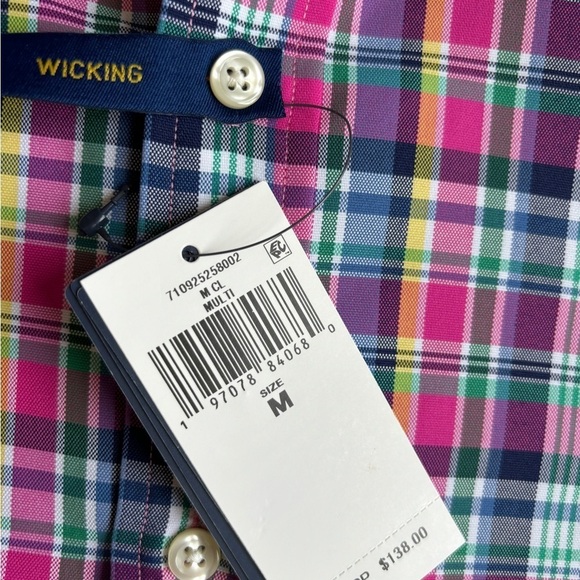 WICKING
710925258002
M CL
MULTI
1 97078 84068 0
SIZE
M
$138.00